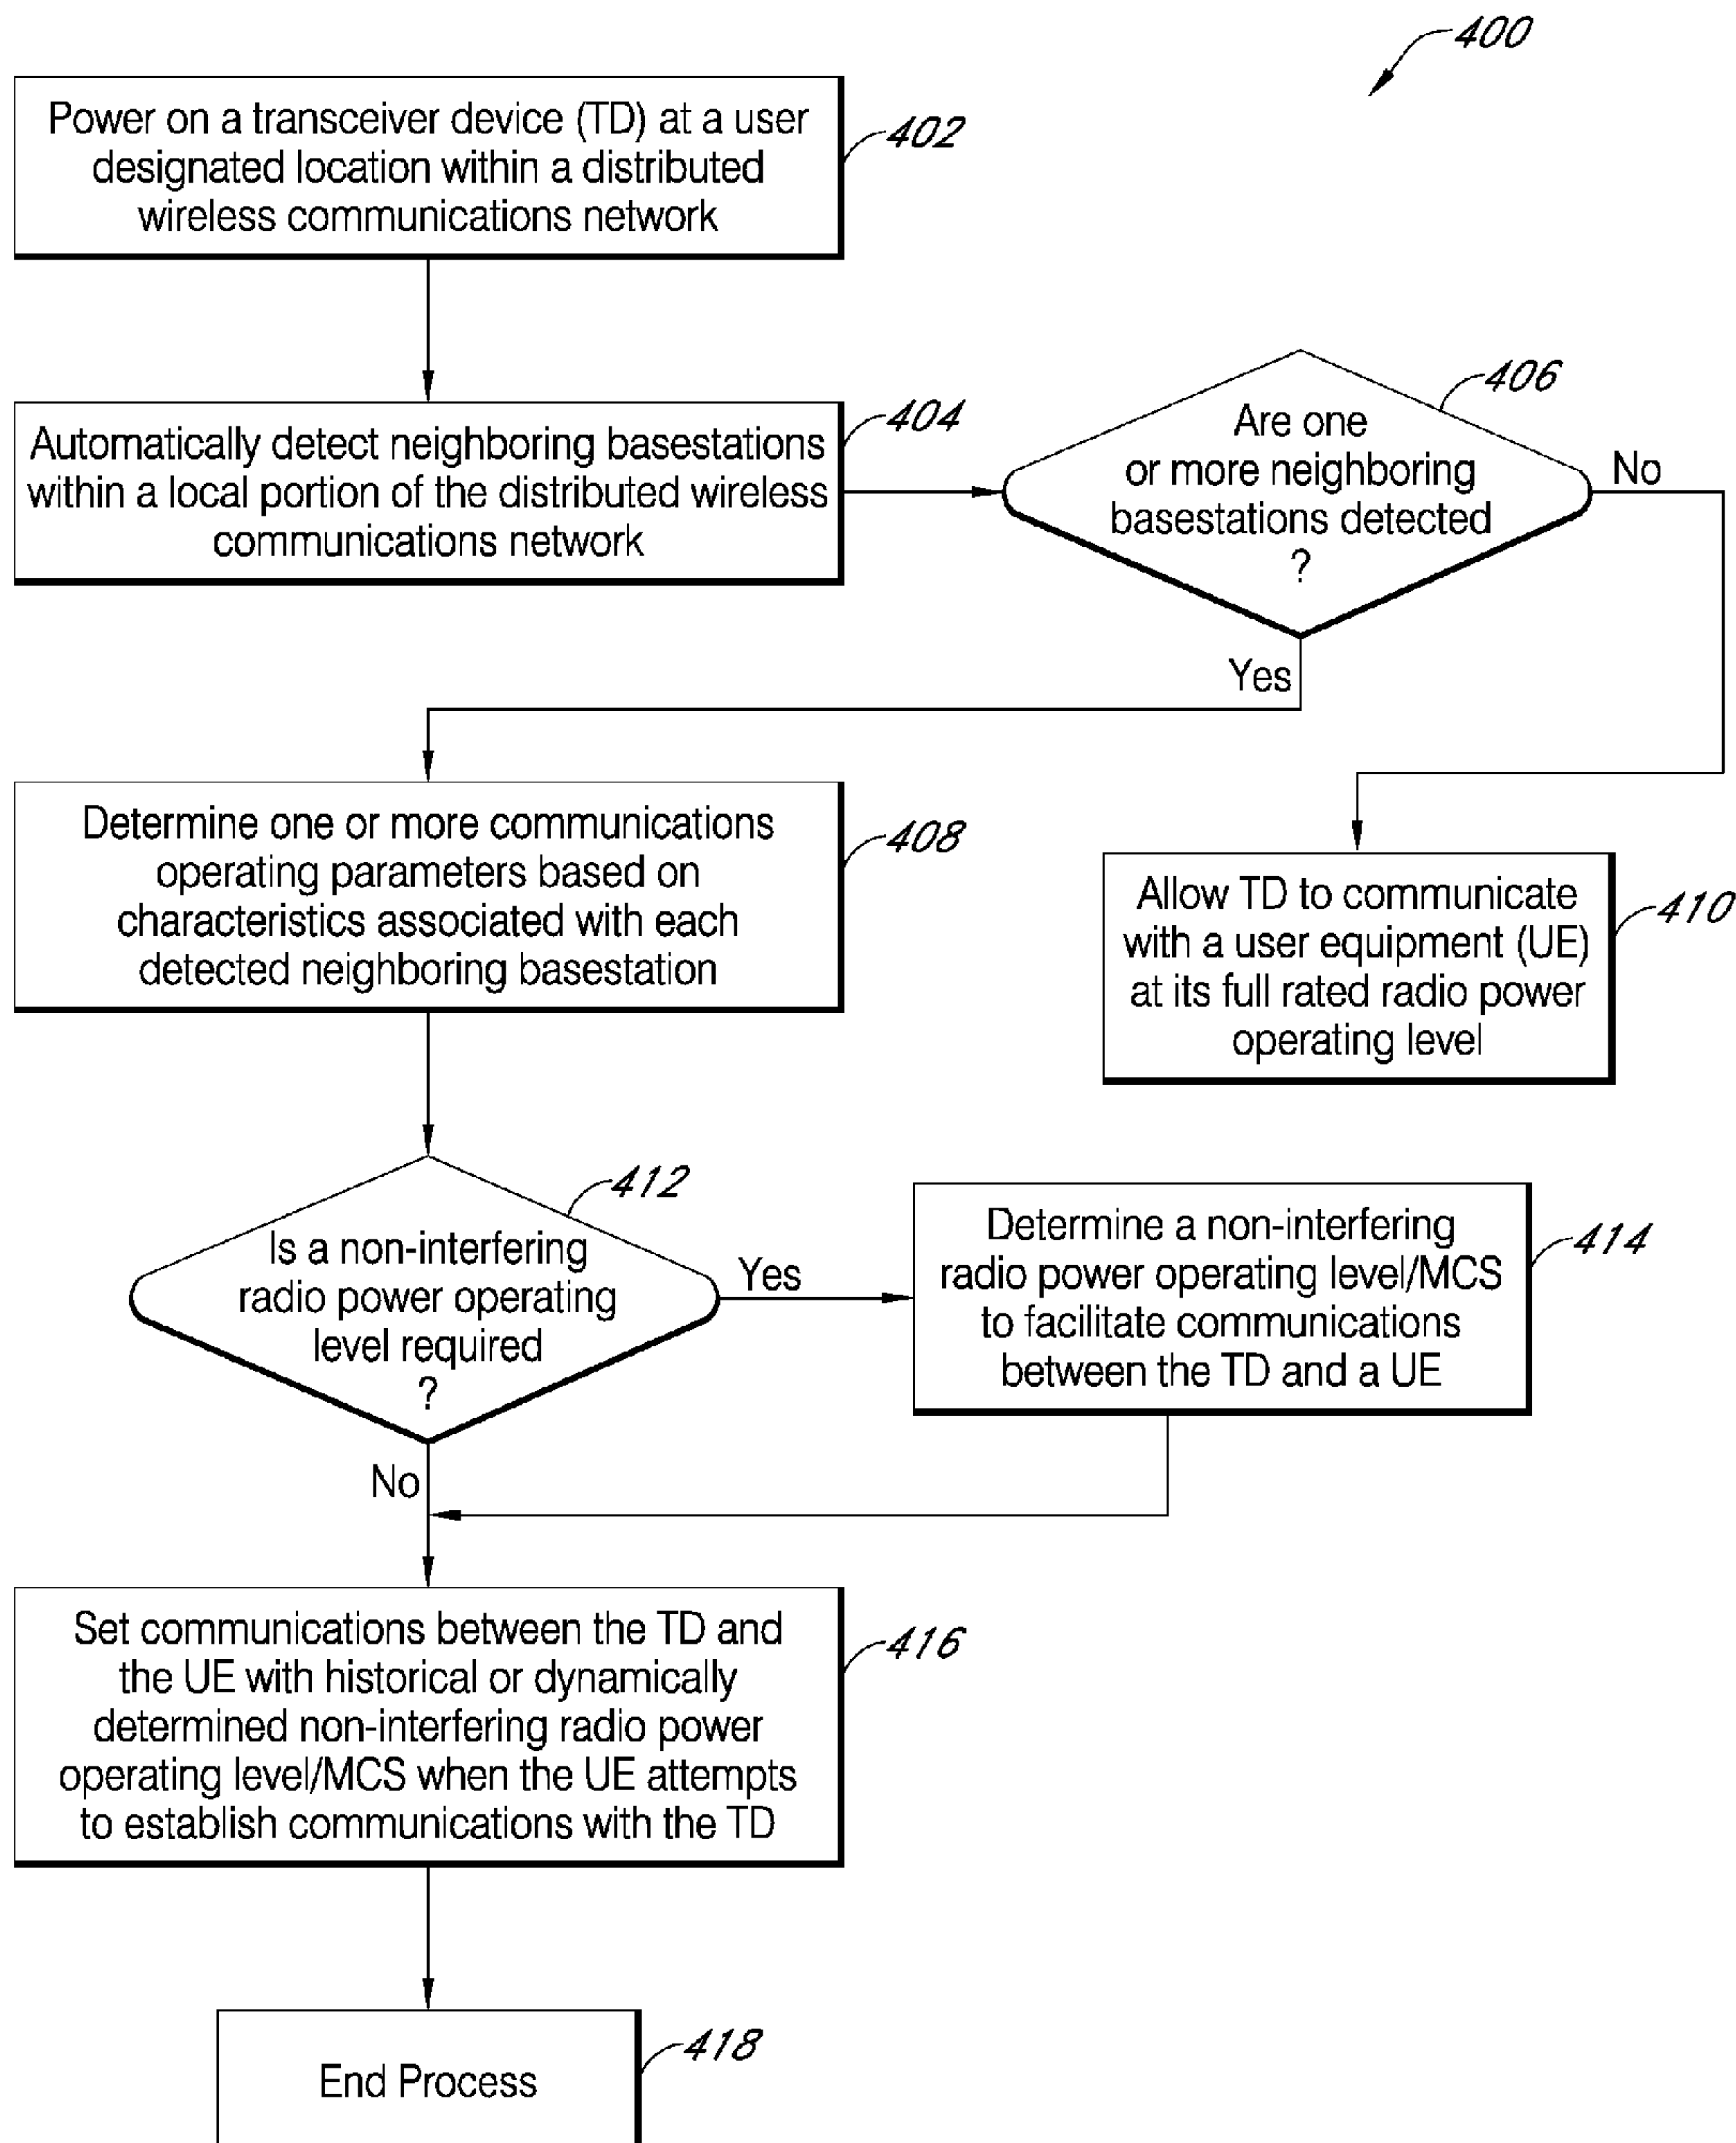 400
Power on a transceiver device (TD) at a user
designated location within a distributed
wireless communications network
402
Automatically detect neighboring basestations
within a local portion of the distributed wireless
communications network
404
Are one
or more neighboring
basestations detected
?
406
No
Yes
Determine one or more communications
operating parameters based on
characteristics associated with each
detected neighboring basestation
408
Allow TD to communicate
with a user equipment (UE)
at its full rated radio power
operating level
410
Is a non-interfering
radio power operating
level required
?
412
Yes
No
Determine a non-interfering
radio power operating level/MCS
to facilitate communications
between the TD and a UE
414
Set communications between the TD and
the UE with historical or dynamically
determined non-interfering radio power
operating level/MCS when the UE attempts
to establish communications with the TD
416
End Process
418